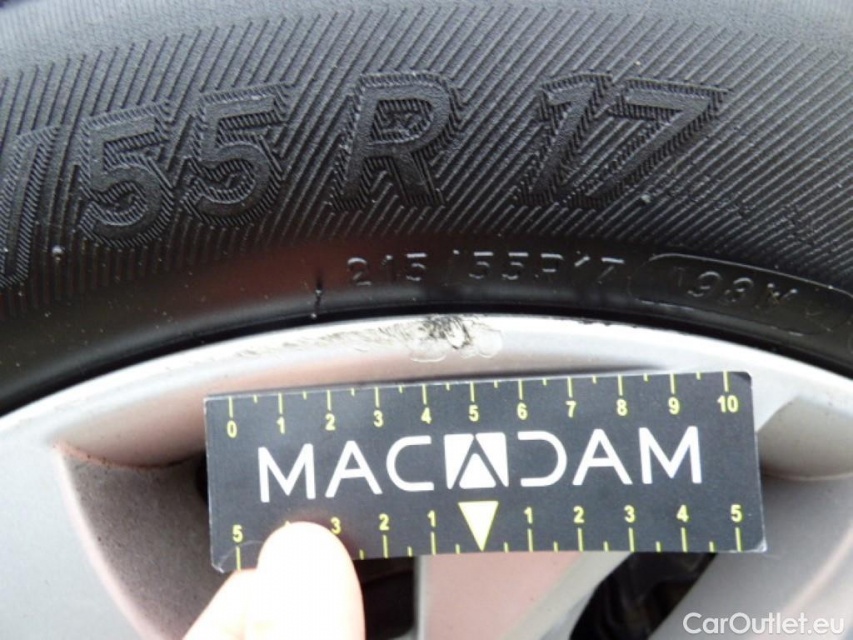 /55 R 17
215/55R17 193W
0 1 2 3 4 5 6 7 8 9 10
MACADAM
5 3 2 1 1 2 3 4 5
CarOutlet.eu